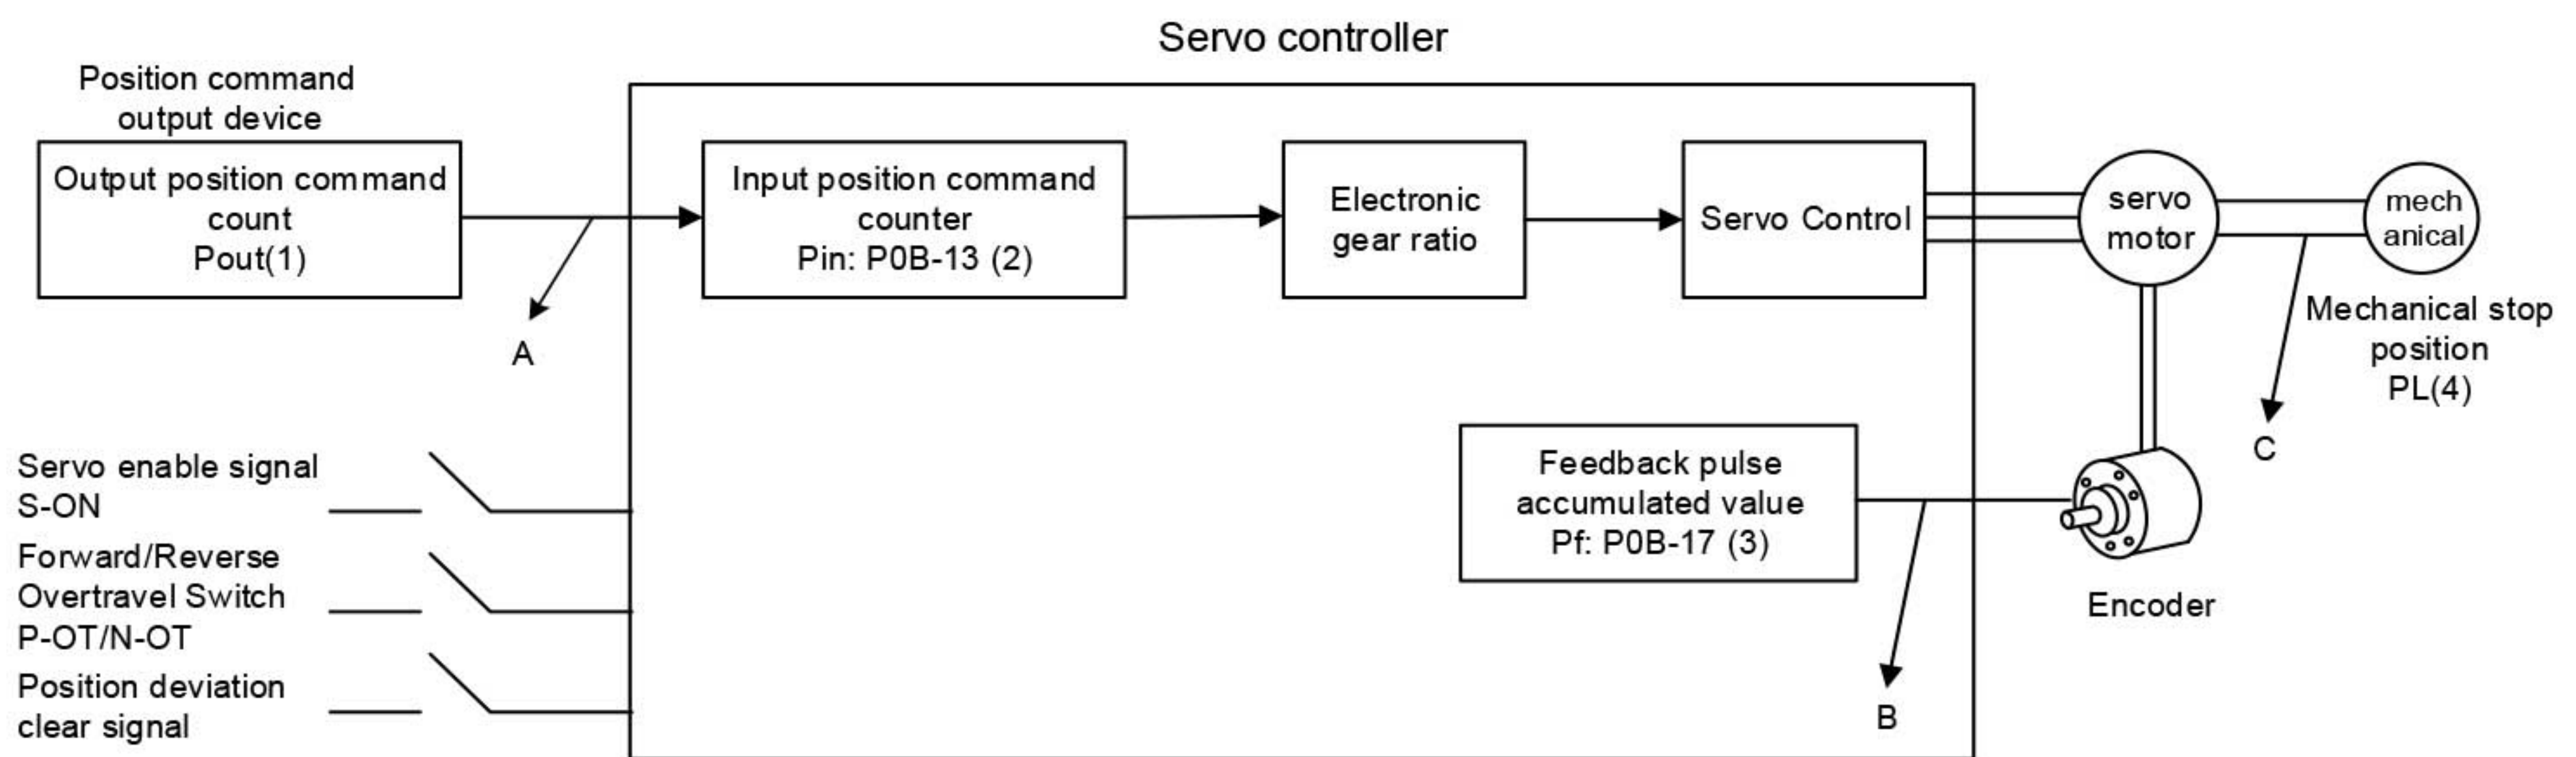 Servo controller
Position command
output device
Output position command
count
Pout(1)
Input position command
counter
Pin: P0B-13 (2)
Electronic
gear ratio
Servo Control
servo
motor
mech
anical
Mechanical stop
position
PL(4)
A
C
Feedback pulse
accumulated value
Pf: P0B-17 (3)
Encoder
B
Servo enable signal
S-ON
Forward/Reverse
Overtravel Switch
P-OT/N-OT
Position deviation
clear signal